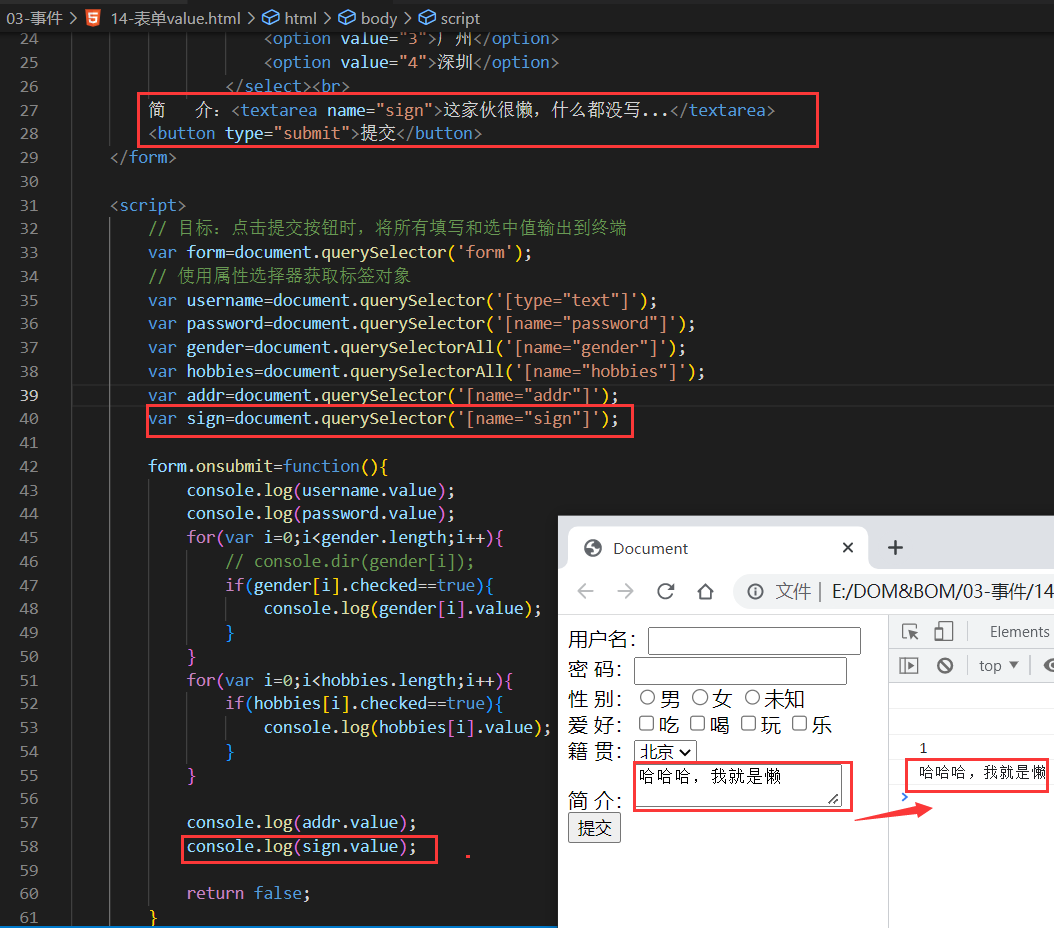 03-事件 > 14-表单value.html > html > body > script
24 <option value="3">广州</option>
25 <option value="4">深圳</option>
26 </select><br>
27 简 介：<textarea name="sign">这家伙很懒，什么都没写...</textarea>
28 <button type="submit">提交</button>
29 </form>
30
31 <script>
32 // 目标：点击提交按钮时，将所有填写和选中值输出到终端
33 var form=document.querySelector('form');
34 // 使用属性选择器获取标签对象
35 var username=document.querySelector('[type="text"]');
36 var password=document.querySelector('[name="password"]');
37 var gender=document.querySelectorAll('[name="gender"]');
38 var hobbies=document.querySelectorAll('[name="hobbies"]');
39 var addr=document.querySelector('[name="addr"]');
40 var sign=document.querySelector('[name="sign"]');
41
42 form.onsubmit=function(){
43 console.log(username.value);
44 console.log(password.value);
45 for(var i=0;i<gender.length;i++){
46 // console.dir(gender[i]);
47 if(gender[i].checked==true){
48 console.log(gender[i].value);
49 }
50 }
51 for(var i=0;i<hobbies.length;i++){
52 if(hobbies[i].checked==true){
53 console.log(hobbies[i].value);
54 }
55 }
56
57 console.log(addr.value);
58 console.log(sign.value);
59
60 return false;
61 }
Document
文件 | E:/DOM&BOM/03-事件/14
用户名：
密 码：
性 别： 男 女 未知
爱 好： 吃 喝 玩 乐
籍 贯： 北京
哈哈哈，我就是懒
简 介：
提交
Elements
top
1
哈哈哈，我就是懒